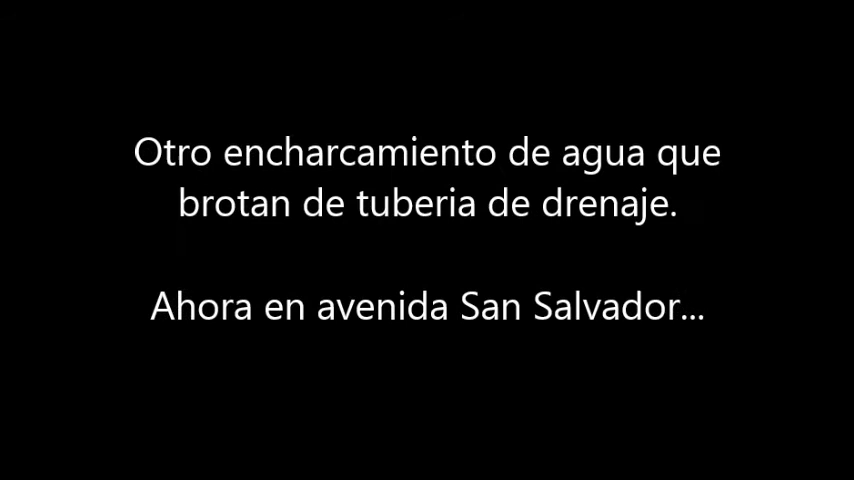 Otro encharcamiento de agua que
brotan de tuberia de drenaje.
Ahora en avenida San Salvador...